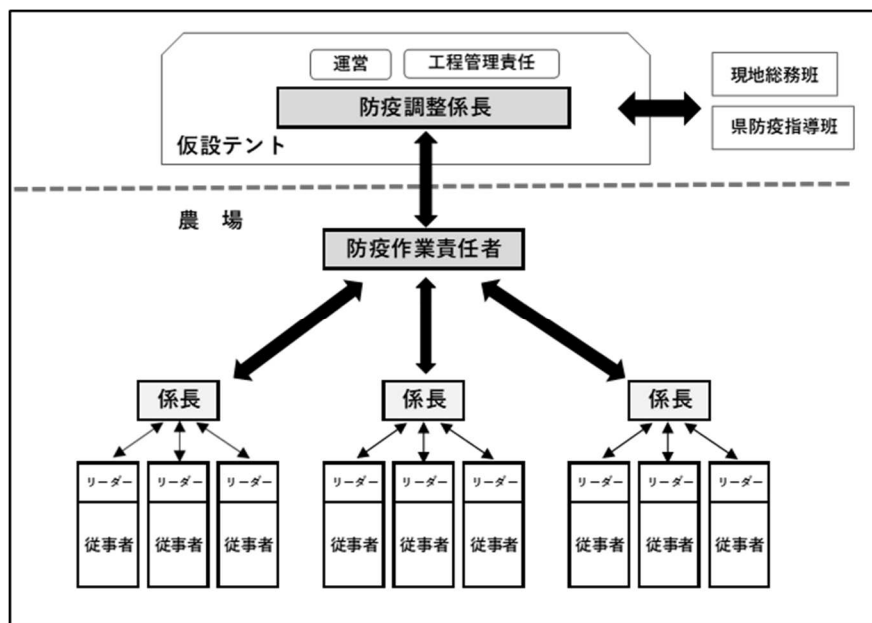 運営
工程管理責任
防疫調整係長
仮設テント
現地総務班
県防疫指導班
農　場
防疫作業責任者
係長
係長
係長
リーダー
リーダー
リーダー
リーダー
リーダー
リーダー
リーダー
リーダー
リーダー
従事者
従事者
従事者
従事者
従事者
従事者
従事者
従事者
従事者